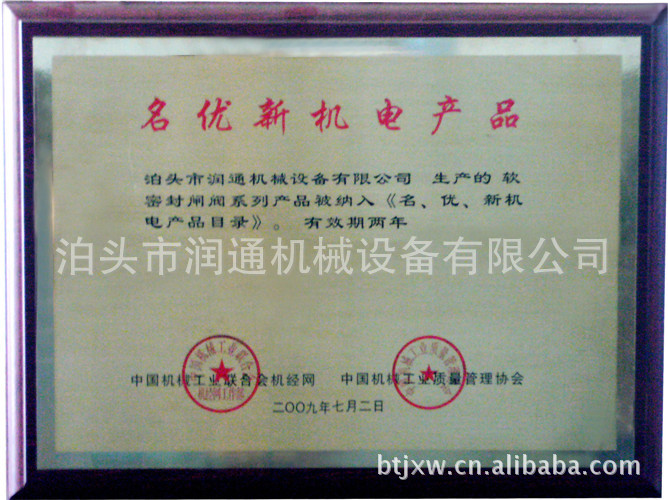 名优新机电产品
泊头市润通机械设备有限公司 生产的 软
密封闸阀系列产品被纳入《名、优、新机
电产品目录》。 有效期两年
泊头市润通机械设备有限公司
中国机械工业联合会机经网 中国机械工业质量管理协会
二〇〇九年七月二日
btjxw.cn.alibaba.com